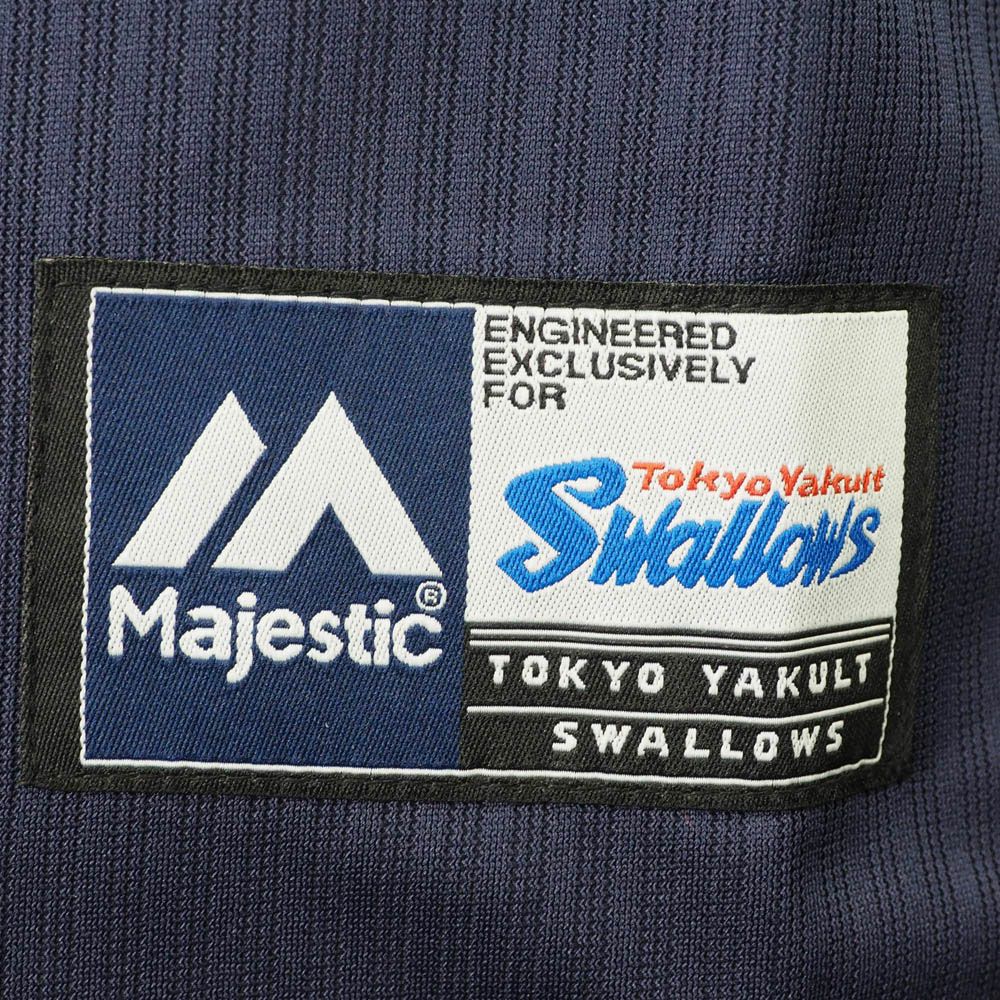 ENGINEERED
EXCLUSIVELY
FOR
Tokyo Yakult
Swallows
Majestic®
TOKYO YAKULT
SWALLOWS